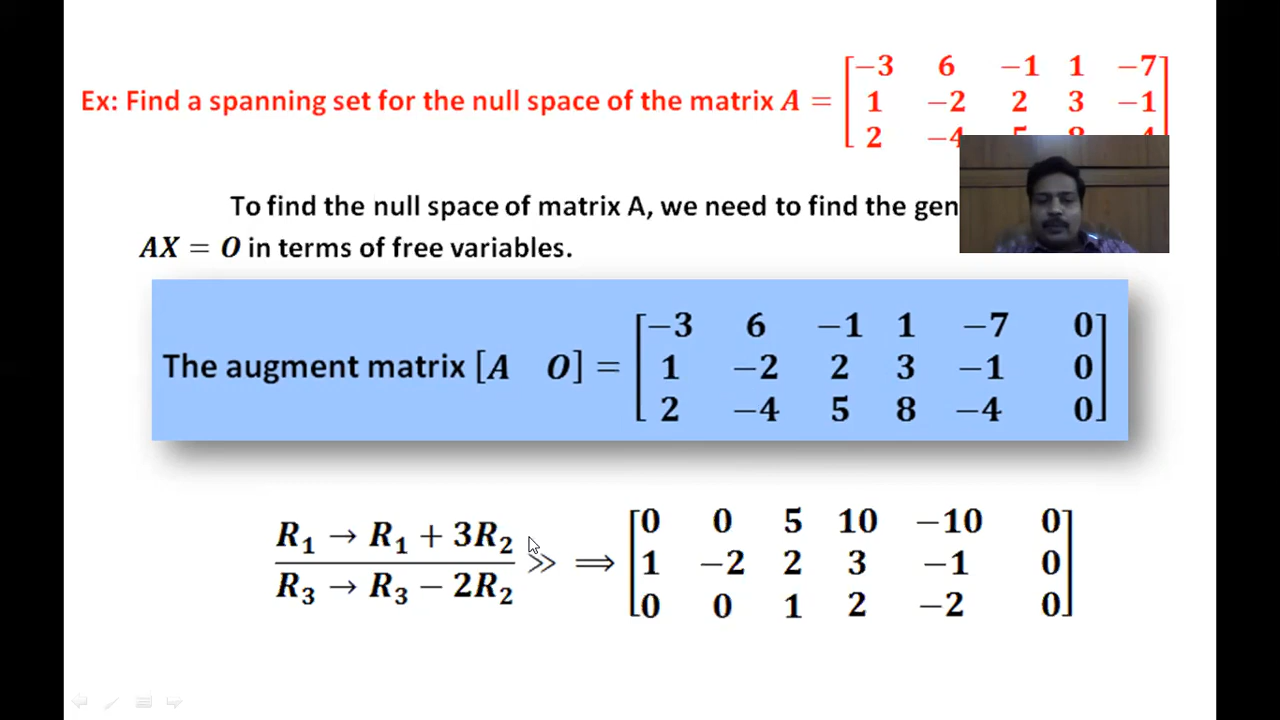 Ex: Find a spanning set for the null space of the matrix A = [−3 6 −1 1 −7
1 −2 2 3 −1
2 −4
To find the null space of matrix A, we need to find the
AX = O in terms of free variables.
The augment matrix [A O] = [−3 6 −1 1 −7 0
1 −2 2 3 −1 0
2 −4 5 8 −4 0]
R₁ → R₁ + 3R₂
R₃ → R₃ − 2R₂ ≫ ⟹ [0 0 5 10 −10 0
1 −2 2 3 −1 0
0 0 1 2 −2 0]